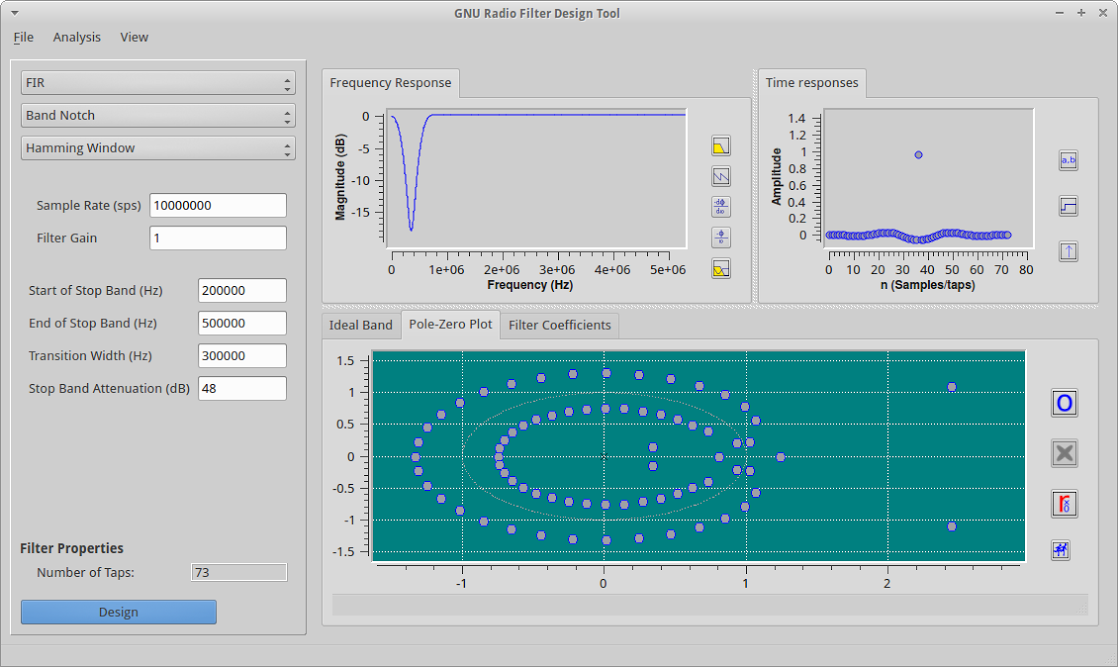 GNU Radio Filter Design Tool
File Analysis View
FIR
Band Notch
Hamming Window
Sample Rate (sps) 10000000
Filter Gain 1
Start of Stop Band (Hz) 200000
End of Stop Band (Hz) 500000
Transition Width (Hz) 300000
Stop Band Attenuation (dB) 48
Filter Properties
Number of Taps: 73
Design
Frequency Response
Magnitude (dB)
0
-5
-10
-15
0 1e+06 2e+06 3e+06 4e+06 5e+06
Frequency (Hz)
Time responses
Amplitude
1.4
1.2
1
0.8
0.6
0.4
0.2
0
0 10 20 30 40 50 60 70 80
n (Samples/taps)
a,b
Ideal Band Pole-Zero Plot Filter Coefficients
1.5
1
0.5
0
-0.5
-1
-1.5
-1 0 1 2